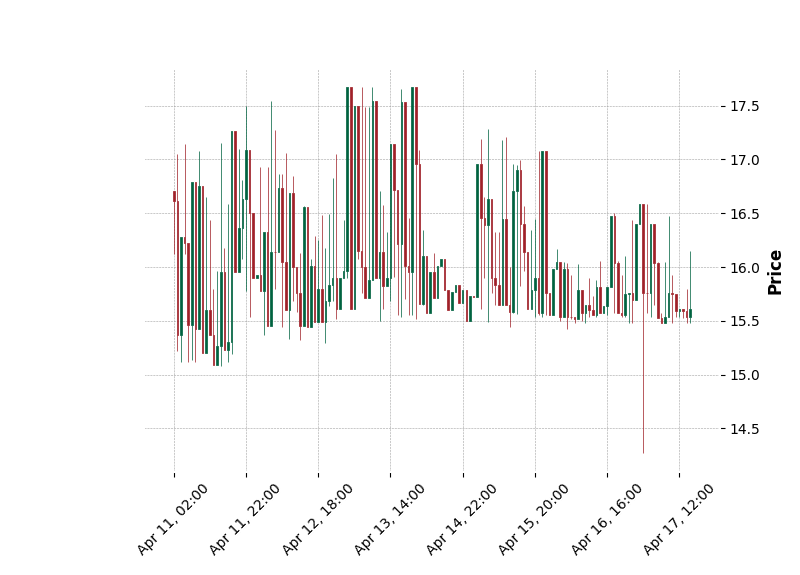 17.5
17.0
16.5
16.0
15.5
15.0
14.5
Price
Apr 11, 02:00
Apr 11, 22:00
Apr 12, 18:00
Apr 13, 14:00
Apr 14, 22:00
Apr 15, 20:00
Apr 16, 16:00
Apr 17, 12:00